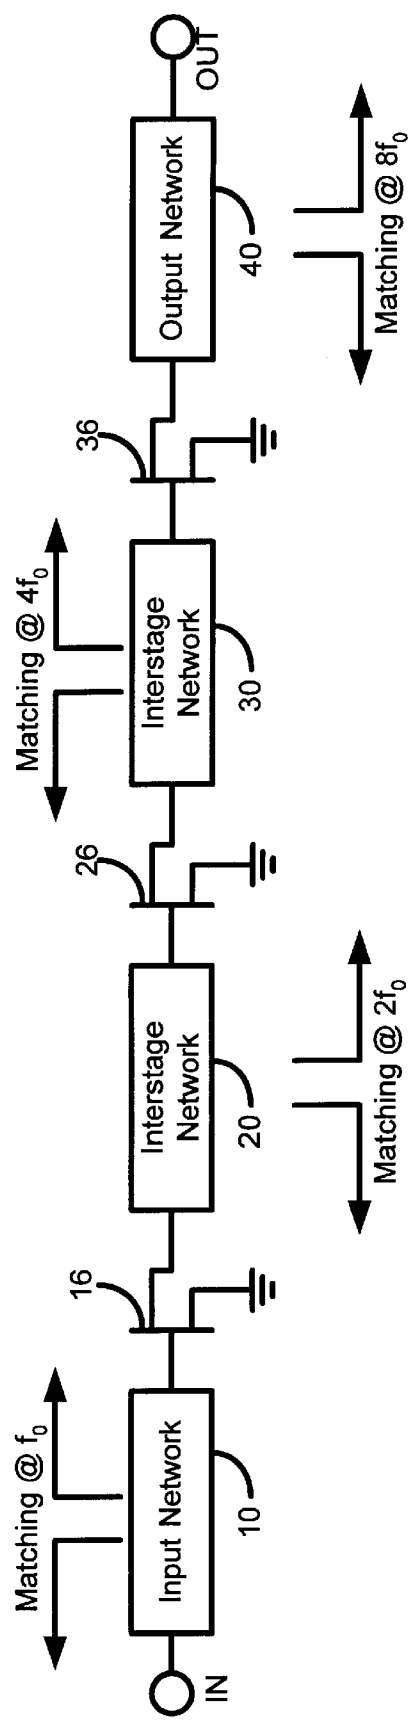 Matching @ f₀
Matching @ 4f₀
16
26
36
Input Network
Interstage
Network
Interstage
Network
Output Network
IN
OUT
10
20
30
40
Matching @ 2f₀
Matching @ 8f₀